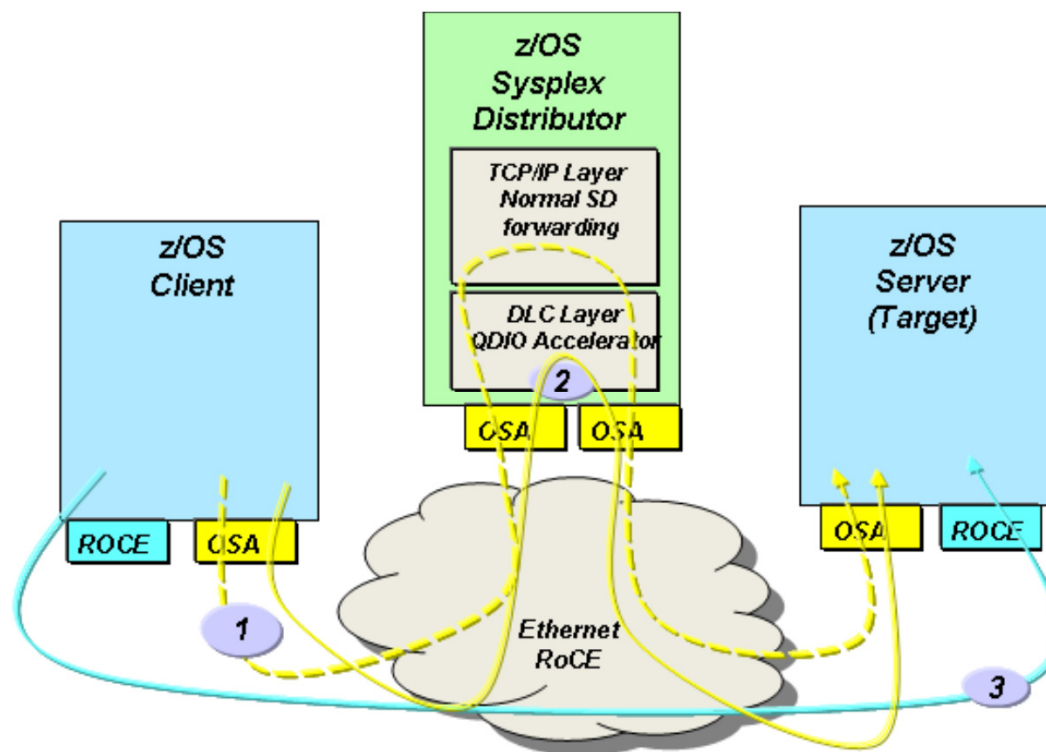 z/OS
Sysplex
Distributor
TCP/IP Layer
Normal SD
forwarding
DLC Layer
QDIO Accelerator
2
OSA
OSA
z/OS
Client
ROCE
OSA
1
z/OS
Server
(Target)
OSA
ROCE
Ethernet
RoCE
3